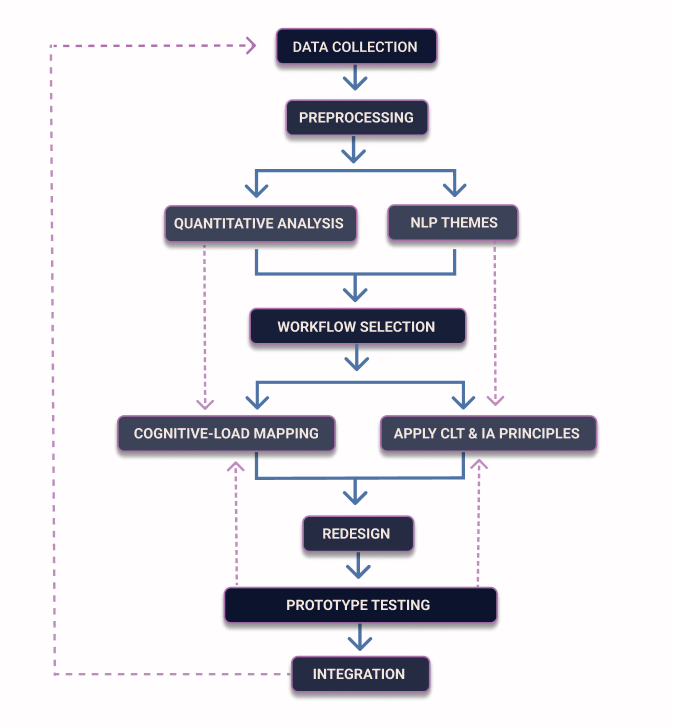 DATA COLLECTION
PREPROCESSING
QUANTITATIVE ANALYSIS
NLP THEMES
WORKFLOW SELECTION
COGNITIVE-LOAD MAPPING
APPLY CLT & IA PRINCIPLES
REDESIGN
PROTOTYPE TESTING
INTEGRATION